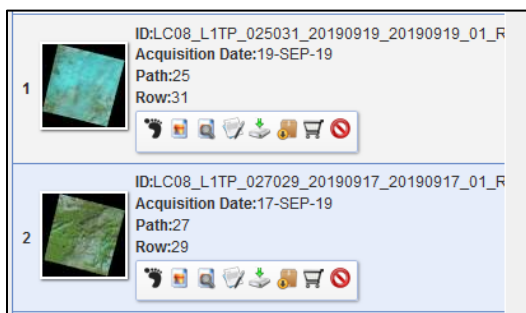 1
ID:LC08_L1TP_025031_20190919_20190919_01_R
Acquisition Date:19-SEP-19
Path:25
Row:31
2
ID:LC08_L1TP_027029_20190917_20190917_01_R
Acquisition Date:17-SEP-19
Path:27
Row:29